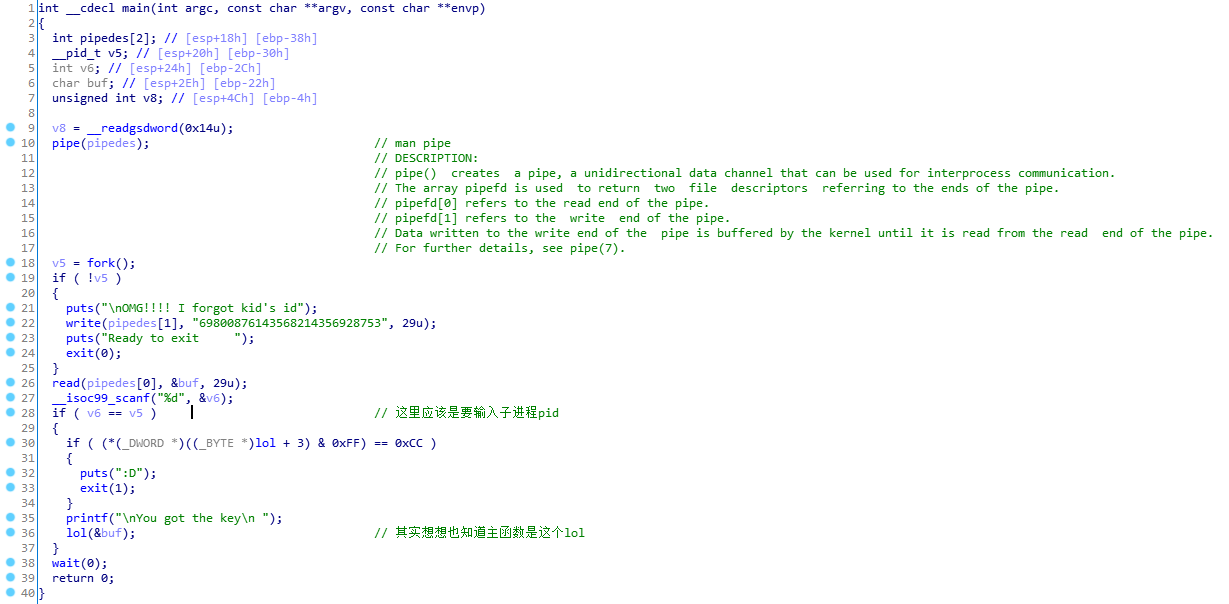 1 int __cdecl main(int argc, const char **argv, const char **envp)
2 {
3 int pipedes[2]; // [esp+18h] [ebp-38h]
4 __pid_t v5; // [esp+20h] [ebp-30h]
5 int v6; // [esp+24h] [ebp-2Ch]
6 char buf; // [esp+2Eh] [ebp-22h]
7 unsigned int v8; // [esp+4Ch] [ebp-4h]
8
9 v8 = __readgsdword(0x14u);
10 pipe(pipedes); // man pipe
11 // DESCRIPTION:
12 // pipe() creates a pipe, a unidirectional data channel that can be used for interprocess communication.
13 // The array pipefd is used to return two file descriptors referring to the ends of the pipe.
14 // pipefd[0] refers to the read end of the pipe.
15 // pipefd[1] refers to the write end of the pipe.
16 // Data written to the write end of the pipe is buffered by the kernel until it is read from the read end of the pipe.
17 // For further details, see pipe(7).
18 v5 = fork();
19 if ( !v5 )
20 {
21 puts("\nOMG!!!! I forgot kid's id");
22 write(pipedes[1], "69800876143568214356928753", 29u);
23 puts("Ready to exit     ");
24 exit(0);
25 }
26 read(pipedes[0], &buf, 29u);
27 __isoc99_scanf("%d", &v6);
28 if ( v6 == v5 ) // 这里应该是要输入子进程pid
29 {
30 if ( (*(_DWORD *)((_BYTE *)lol + 3) & 0xFF) == 0xCC )
31 {
32 puts(":D");
33 exit(1);
34 }
35 printf("\nYou got the key\n ");
36 lol(&buf); // 其实想想也知道主函数是这个lol
37 }
38 wait(0);
39 return 0;
40 }